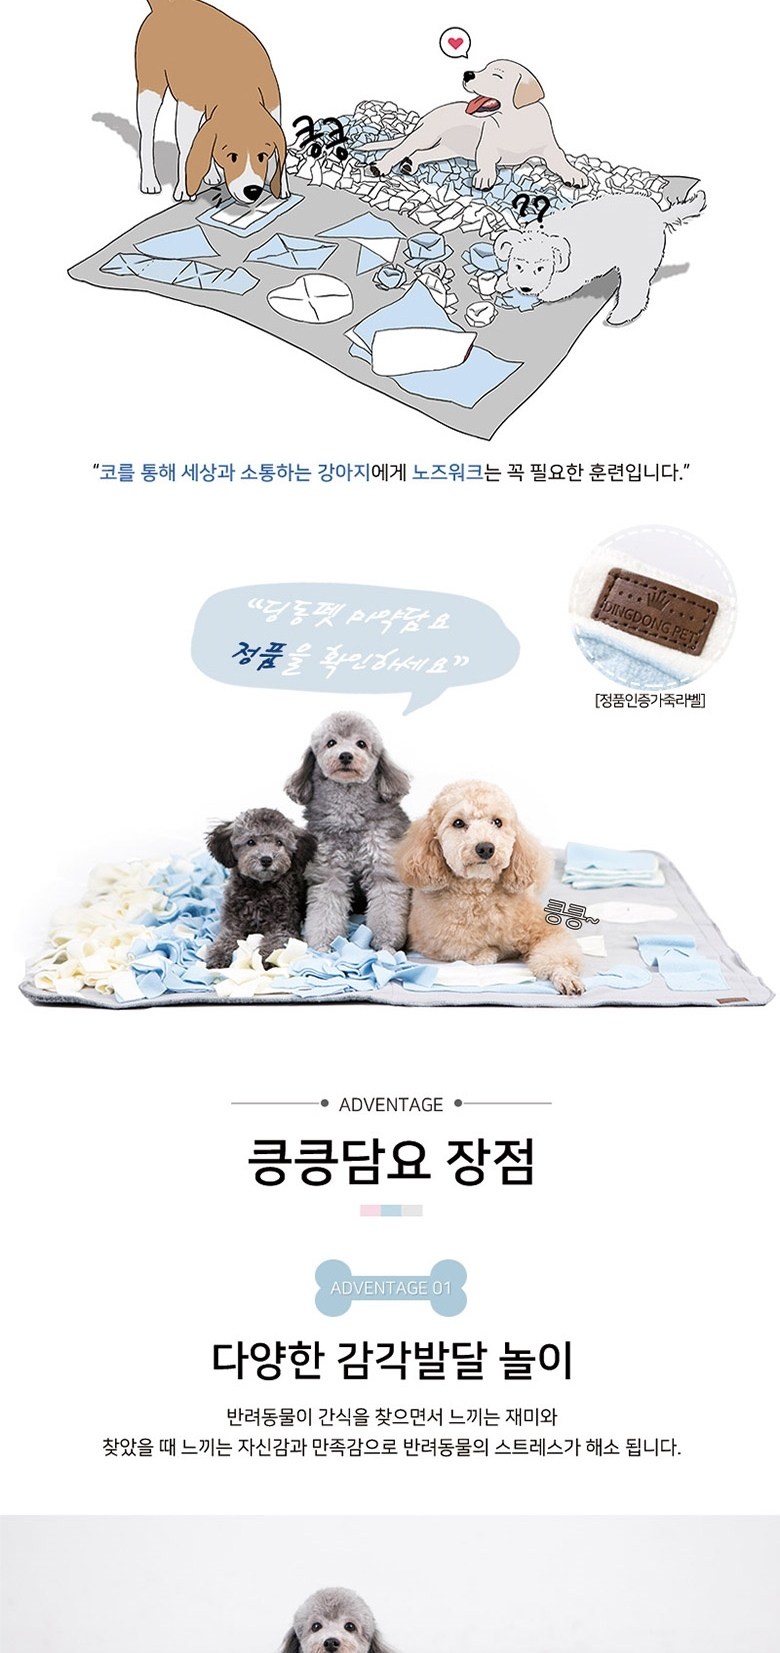 킁킁
??
“코를 통해 세상과 소통하는 강아지에게 노즈워크는 꼭 필요한 훈련입니다.”
“딩동펫 마약담요
정품을 확인하세요”
DINGDONG PET
[정품인증가죽라벨]
킁킁~
ADVENTAGE
킁킁담요 장점
ADVENTAGE 01
다양한 감각발달 놀이
반려동물이 간식을 찾으면서 느끼는 재미와
찾았을 때 느끼는 자신감과 만족감으로 반려동물의 스트레스가 해소 됩니다.